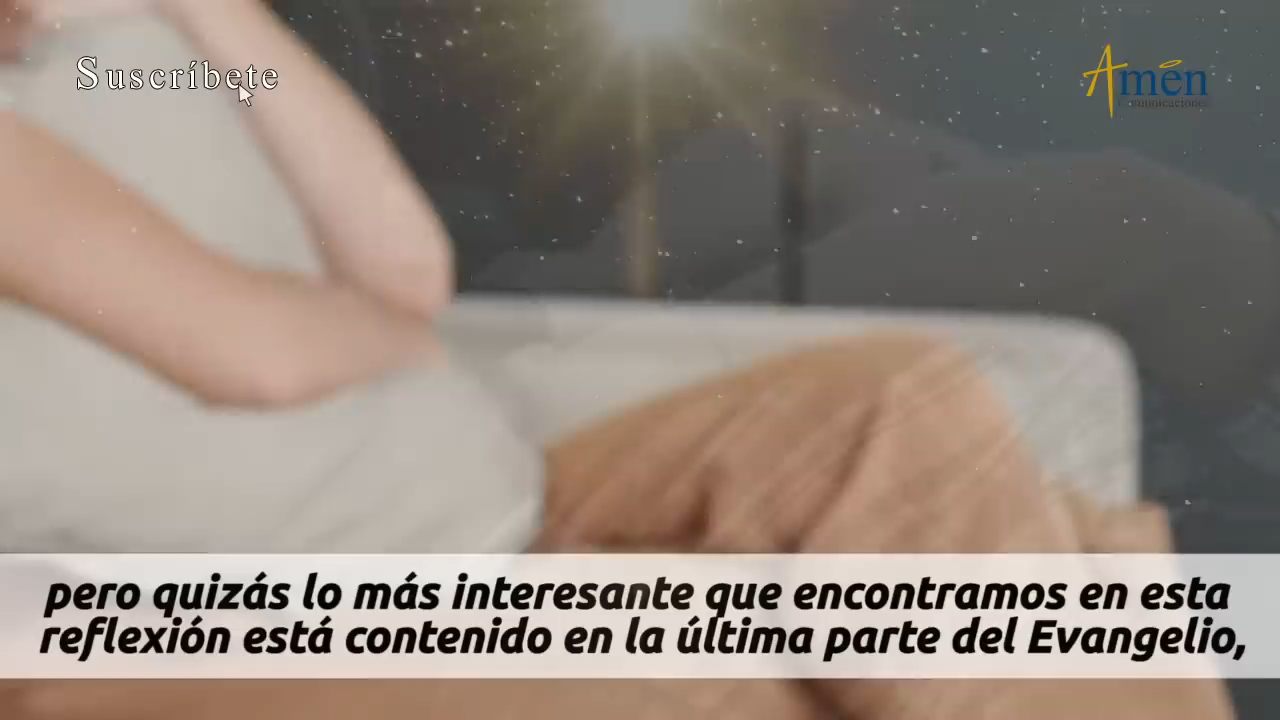 Suscríbete
Amén
Comunicaciones
pero quizás lo más interesante que encontramos en esta
reflexión está contenido en la última parte del Evangelio,